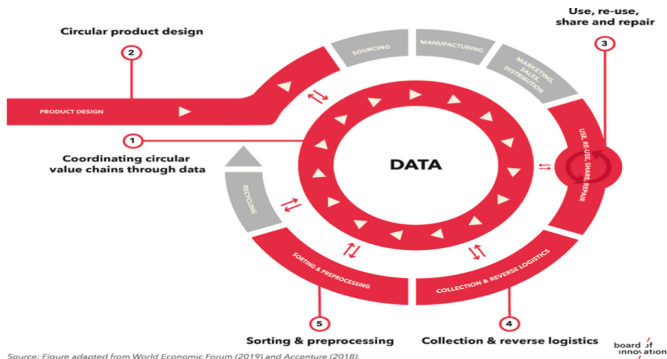 Use, re-use,
share and repair
3
Circular product design
2
SOURCING
MANUFACTURING
MARKETING,
SALES,
DISTRIBUTION
PRODUCT DESIGN
1
Coordinating circular
value chains through data
DATA
USE, RE-USE, SHARE, REPAIR
RECYCLING
SORTING & PREPROCESSING
COLLECTION & REVERSE LOGISTICS
5
4
Sorting & preprocessing
Collection & reverse logistics
board of
innovation
Source: Figure adapted from World Economic Forum (2019) and Accenture (2018).